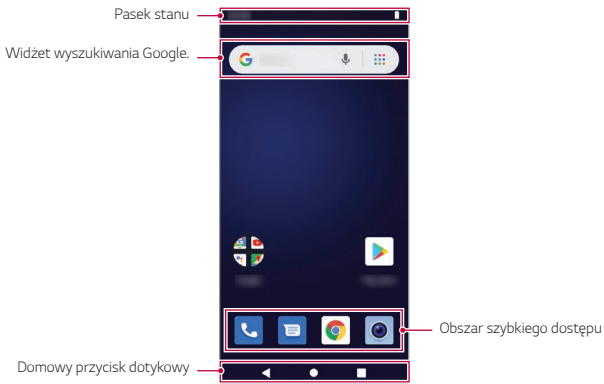 Pasek stanu
Widżet wyszukiwania Google.
Obszar szybkiego dostępu
Domowy przycisk dotykowy